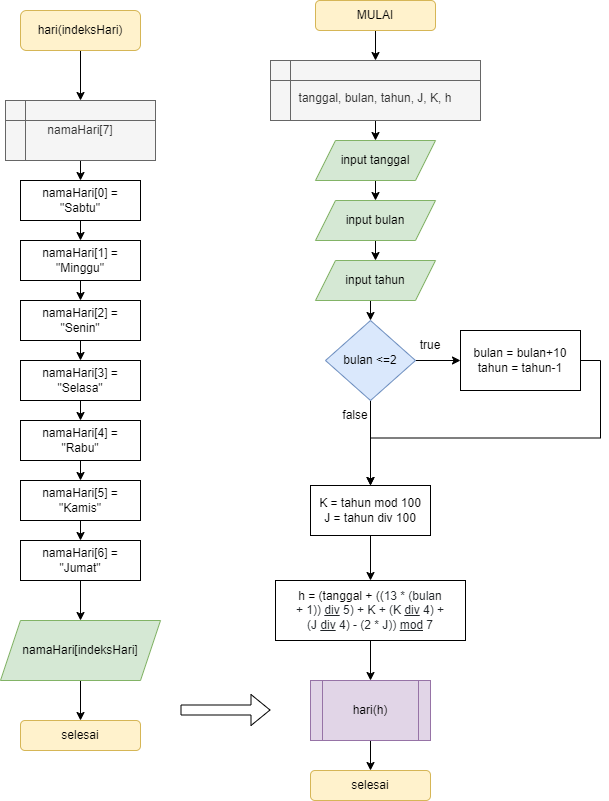 hari(indeksHari)
namaHari[7]
namaHari[0] =
"Sabtu"
namaHari[1] =
"Minggu"
namaHari[2] =
"Senin"
namaHari[3] =
"Selasa"
namaHari[4] =
"Rabu"
namaHari[5] =
"Kamis"
namaHari[6] =
"Jumat"
namaHari[indeksHari]
selesai
MULAI
tanggal, bulan, tahun, J, K, h
input tanggal
input bulan
input tahun
bulan <=2
true
bulan = bulan+10
tahun = tahun-1
false
K = tahun mod 100
J = tahun div 100
h = (tanggal + ((13 * (bulan
+ 1)) div 5) + K + (K div 4) +
(J div 4) - (2 * J)) mod 7
hari(h)
selesai